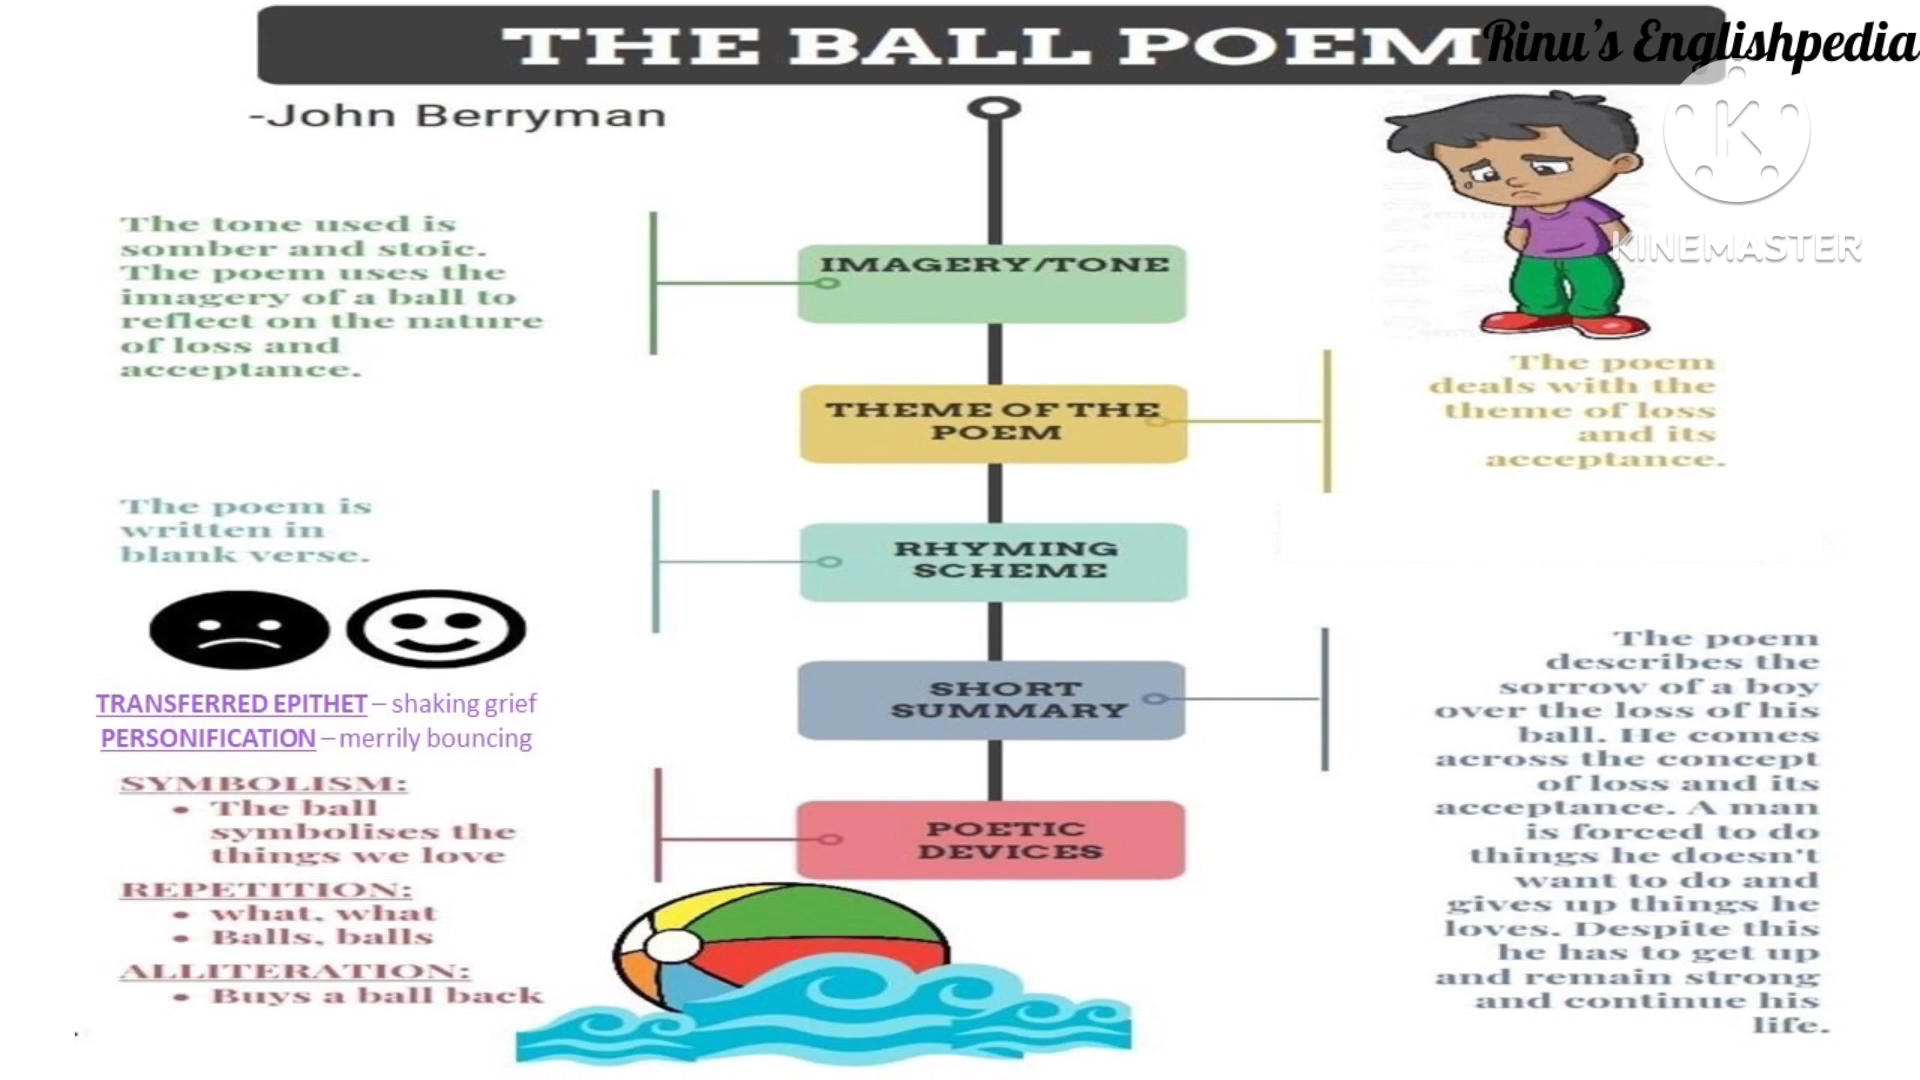 THE BALL POEM
Rinu's Englishpedia
-John Berryman
KINEMASTER
The tone used is
somber and stoic.
The poem uses the
imagery of a ball to
reflect on the nature
of loss and
acceptance.
IMAGERY/TONE
THEME OF THE
POEM
The poem
deals with the
theme of loss
and its
acceptance.
The poem is
written in
blank verse.
RHYMING
SCHEME
SHORT
SUMMARY
The poem
describes the
sorrow of a boy
over the loss of his
ball. He comes
across the concept
of loss and its
acceptance. A man
is forced to do
things he doesn't
want to do and
gives up things he
loves. Despite this
he has to get up
and remain strong
and continue his
life.
TRANSFERRED EPITHET – shaking grief
PERSONIFICATION – merrily bouncing
SYMBOLISM:
• The ball
symbolises the
things we love
REPETITION:
• what, what
• Balls, balls
ALLITERATION:
• Buys a ball back
POETIC
DEVICES